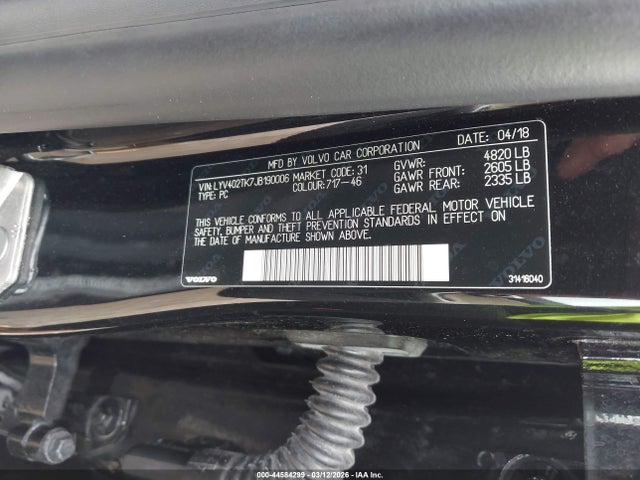 MFD BY VOLVO CAR CORPORATION DATE: 04/18
VIN: LYV402TK7JB190006 MARKET CODE: 31 GVWR: 4820 LB
TYPE: PC COLOUR: 717-46 GAWR FRONT: 2605 LB
GAWR REAR: 2335 LB
THIS VEHICLE CONFORMS TO ALL APPLICABLE FEDERAL MOTOR VEHICLE
SAFETY, BUMPER AND THEFT PREVENTION STANDARDS IN EFFECT ON
THE DATE OF MANUFACTURE SHOWN ABOVE.
VOLVO 31416040
000-44584299 - 03/12/2026 - IAA Inc.